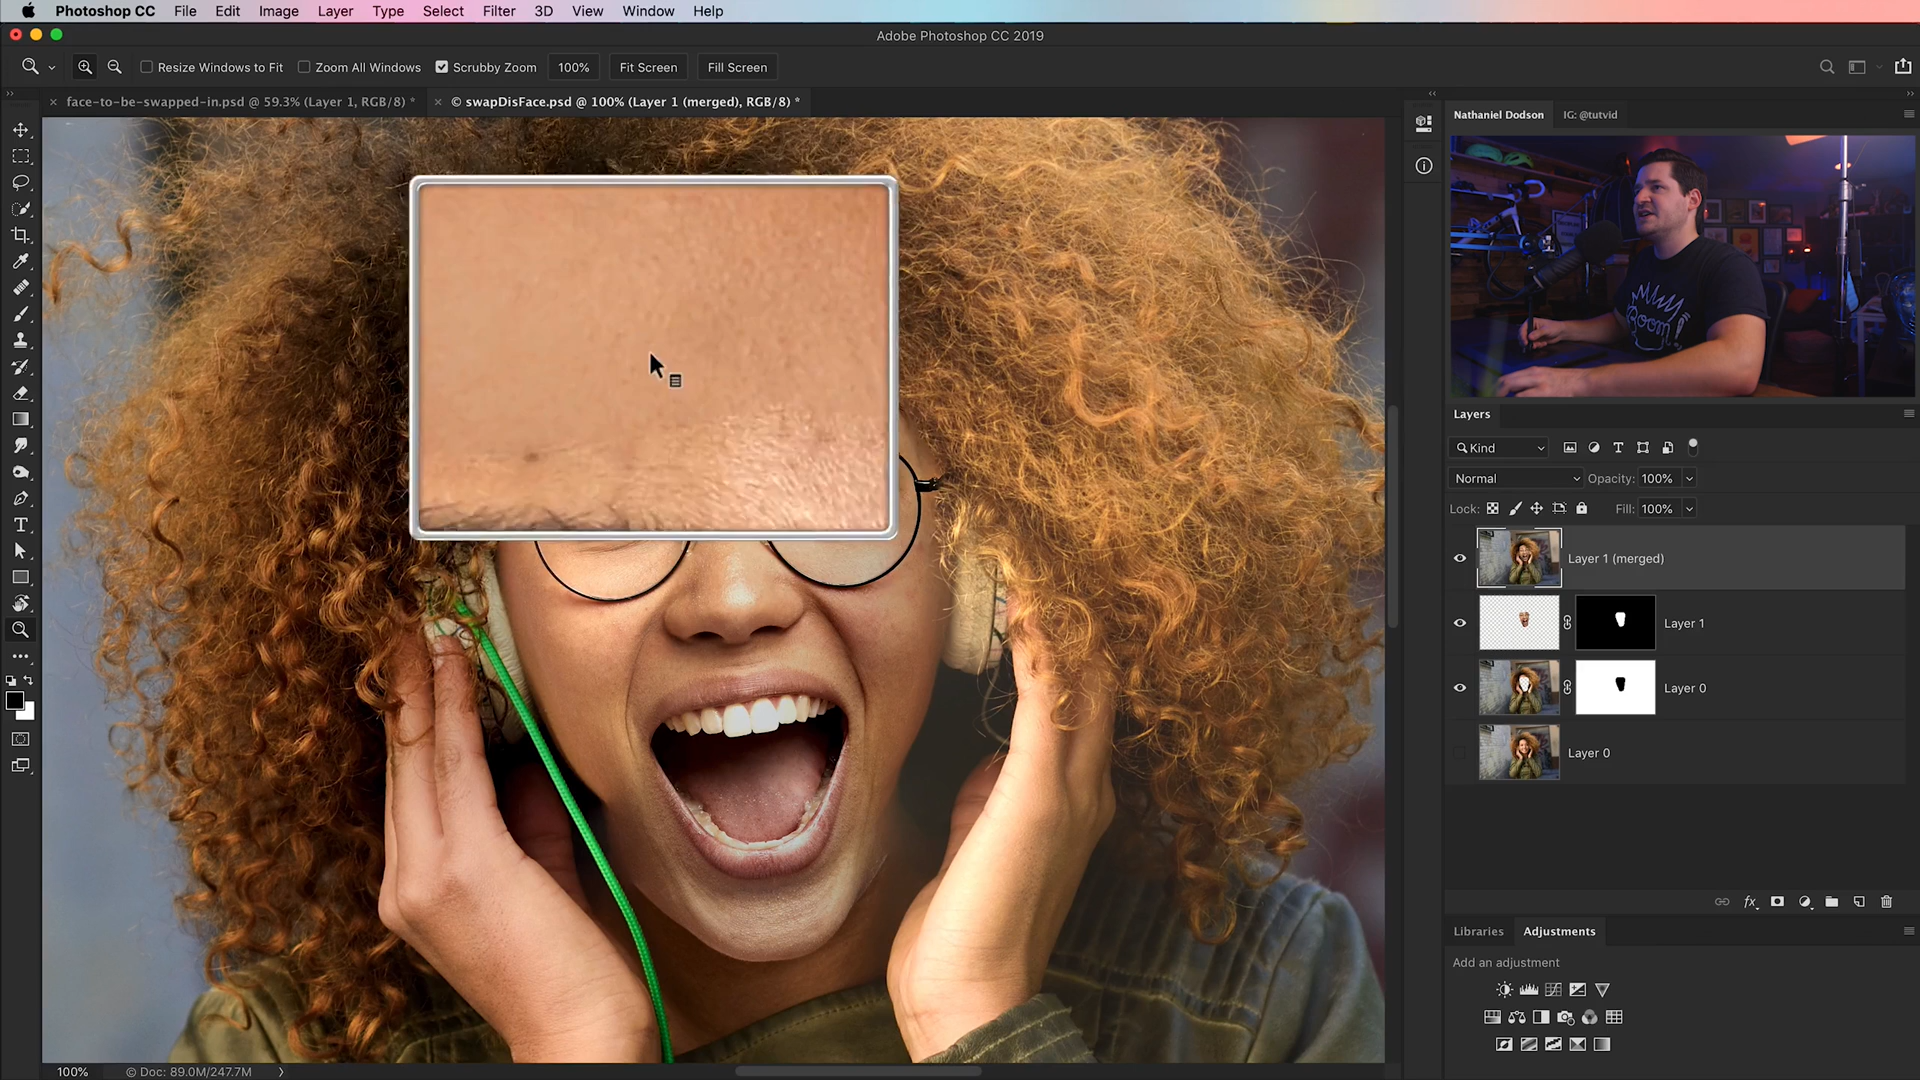 Photoshop CC File Edit Image Layer Type Select Filter 3D View Window Help
Adobe Photoshop CC 2019
Resize Windows to Fit Zoom All Windows Scrubby Zoom 100% Fit Screen Fill Screen
× face-to-be-swapped-in.psd @ 59.3% (Layer 1, RGB/8) * × © swapDisFace.psd @ 100% (Layer 1 (merged), RGB/8) *
Nathaniel Dodson IG: @tutvid
Room!
Layers
Kind
Normal Opacity: 100%
Lock: Fill: 100%
Layer 1 (merged)
Layer 1
Layer 0
Layer 0
fx
Libraries Adjustments
Add an adjustment
100% © Doc: 89.0M/247.7M